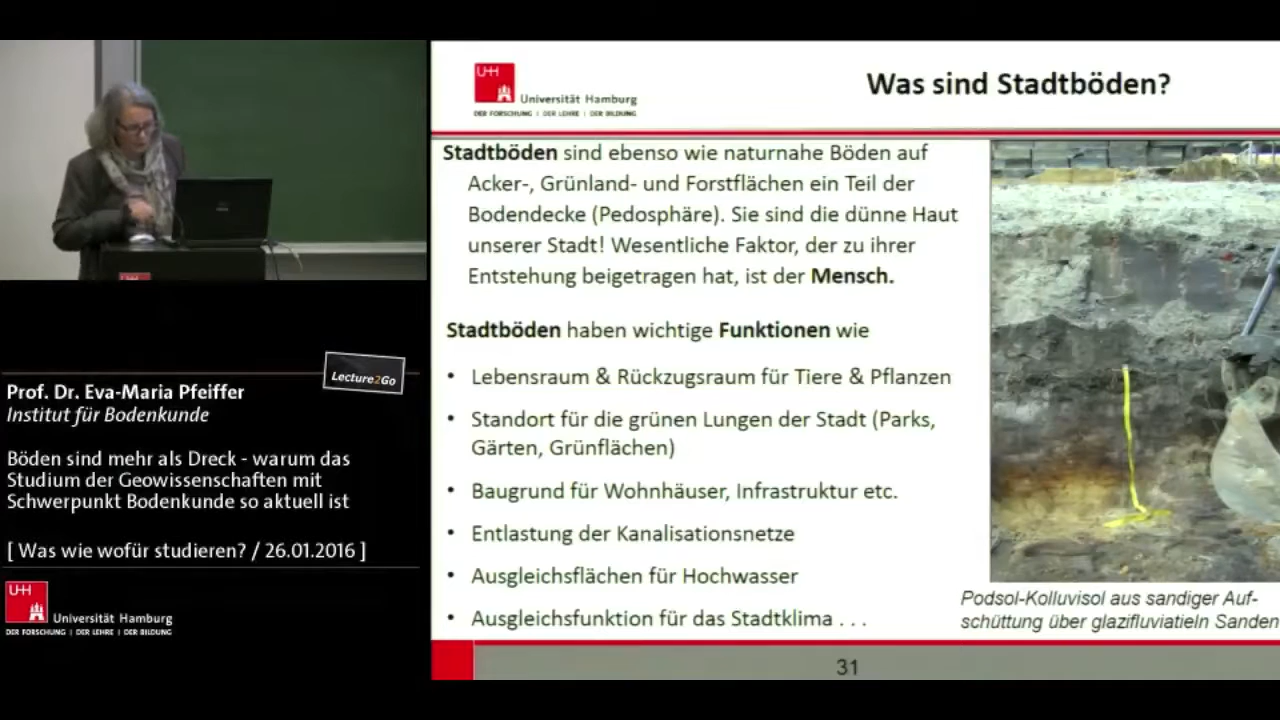 U+H
Universität Hamburg
DER FORSCHUNG | DER LEHRE | DER BILDUNG
Was sind Stadtböden?
Stadtböden sind ebenso wie naturnahe Böden auf
Acker-, Grünland- und Forstflächen ein Teil der
Bodendecke (Pedosphäre). Sie sind die dünne Haut
unserer Stadt! Wesentliche Faktor, der zu ihrer
Entstehung beigetragen hat, ist der Mensch.
Stadtböden haben wichtige Funktionen wie
• Lebensraum & Rückzugsraum für Tiere & Pflanzen
• Standort für die grünen Lungen der Stadt (Parks,
Gärten, Grünflächen)
• Baugrund für Wohnhäuser, Infrastruktur etc.
• Entlastung der Kanalisationsnetze
• Ausgleichsflächen für Hochwasser
• Ausgleichsfunktion für das Stadtklima . . .
Podsol-Kolluvisol aus sandiger Auf-
schüttung über glazifluviatieln Sanden
31
Lecture2Go
Prof. Dr. Eva-Maria Pfeiffer
Institut für Bodenkunde
Böden sind mehr als Dreck - warum das
Studium der Geowissenschaften mit
Schwerpunkt Bodenkunde so aktuell ist
[ Was wie wofür studieren? / 26.01.2016 ]
U+H
Universität Hamburg
DER FORSCHUNG | DER LEHRE | DER BILDUNG